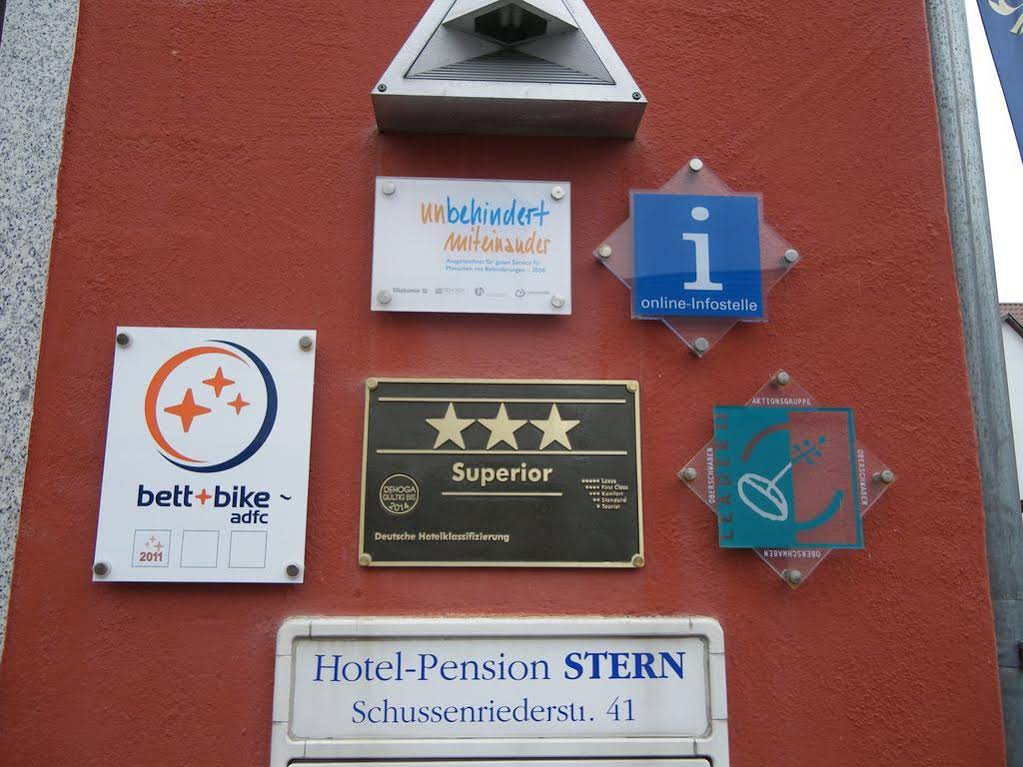 unbehindert
miteinander
Ausgezeichnet für guten Service für
Menschen mit Behinderungen - 2008
Diakonie
i
online-Infostelle
bett+bike
adfc
2011
Superior
DEHOGA
GÜLTIG BIS
2014
Luxus
First Class
Komfort
Standard
Tourist
Deutsche Hotelklassifizierung
AKTIONSGRUPPE
OBERSCHWABEN
OBERSCHWABEN
OBERSCHWABEN
Hotel-Pension STERN
Schussenriederstr. 41